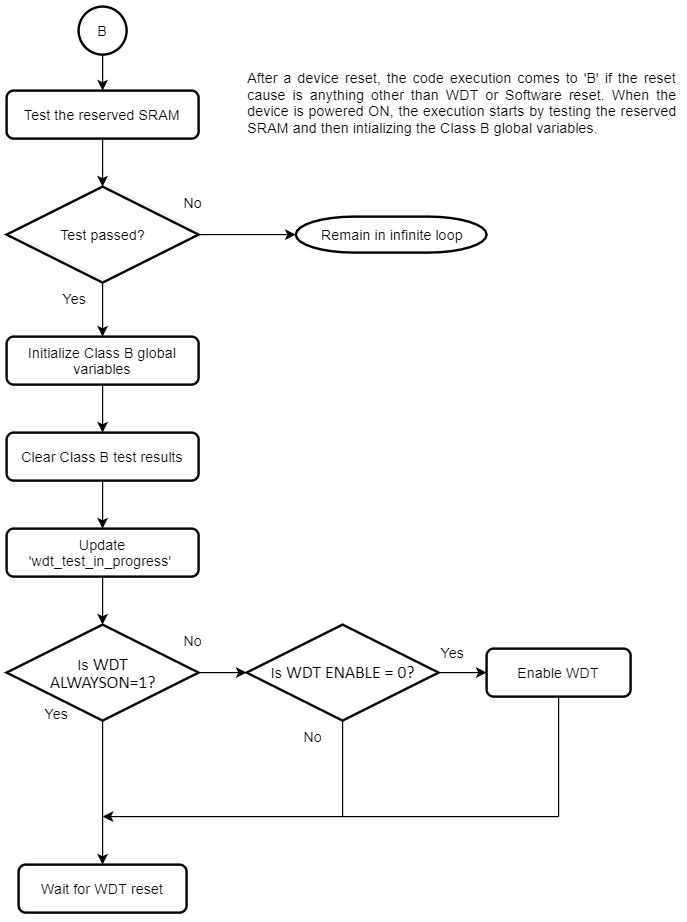 B
After a device reset, the code execution comes to 'B' if the reset
cause is anything other than WDT or Software reset. When the
device is powered ON, the execution starts by testing the reserved
SRAM and then intializing the Class B global variables.
Test the reserved SRAM
No
Test passed?
Remain in infinite loop
Yes
Initialize Class B global
variables
Clear Class B test results
Update
'wdt_test_in_progress'
No
Yes
Is WDT
ALWAYSON=1?
Is WDT ENABLE = 0?
Enable WDT
Yes
No
Wait for WDT reset